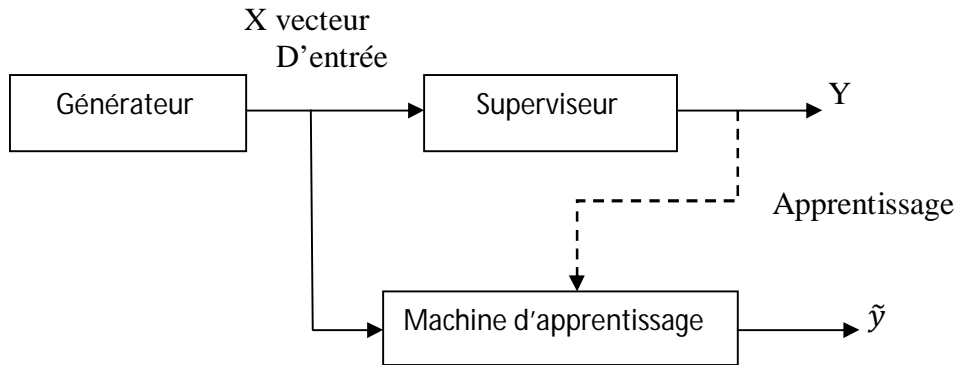 X vecteur
D'entrée
Générateur
Superviseur
Y
Apprentissage
Machine d'apprentissage
ỹ